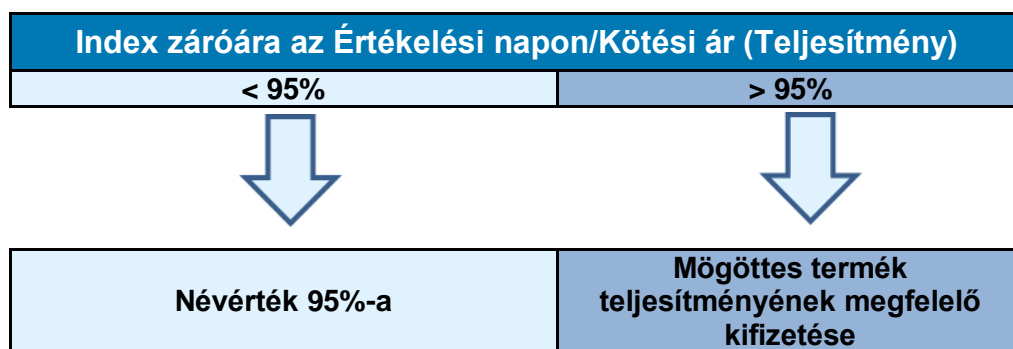 Index záróára az Értékelési napon/Kötési ár (Teljesítmény)
< 95%
> 95%
Névérték 95%-a
Mögöttes termék
teljesítményének megfelelő
kifizetése